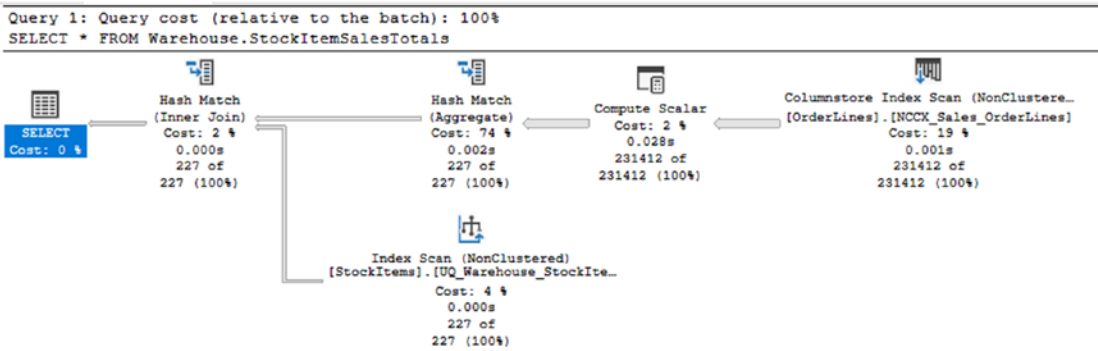 Query 1: Query cost (relative to the batch): 100%
SELECT * FROM Warehouse.StockItemSalesTotals
SELECT
Cost: 0 %
Hash Match
(Inner Join)
Cost: 2 %
0.000s
227 of
227 (100%)
Hash Match
(Aggregate)
Cost: 74 %
0.002s
227 of
227 (100%)
Compute Scalar
Cost: 2 %
0.028s
231412 of
231412 (100%)
Columnstore Index Scan (NonClustere…
[OrderLines].[NCCX_Sales_OrderLines]
Cost: 19 %
0.001s
231412 of
231412 (100%)
Index Scan (NonClustered)
[StockItems].[UQ_Warehouse_StockIte…
Cost: 4 %
0.000s
227 of
227 (100%)